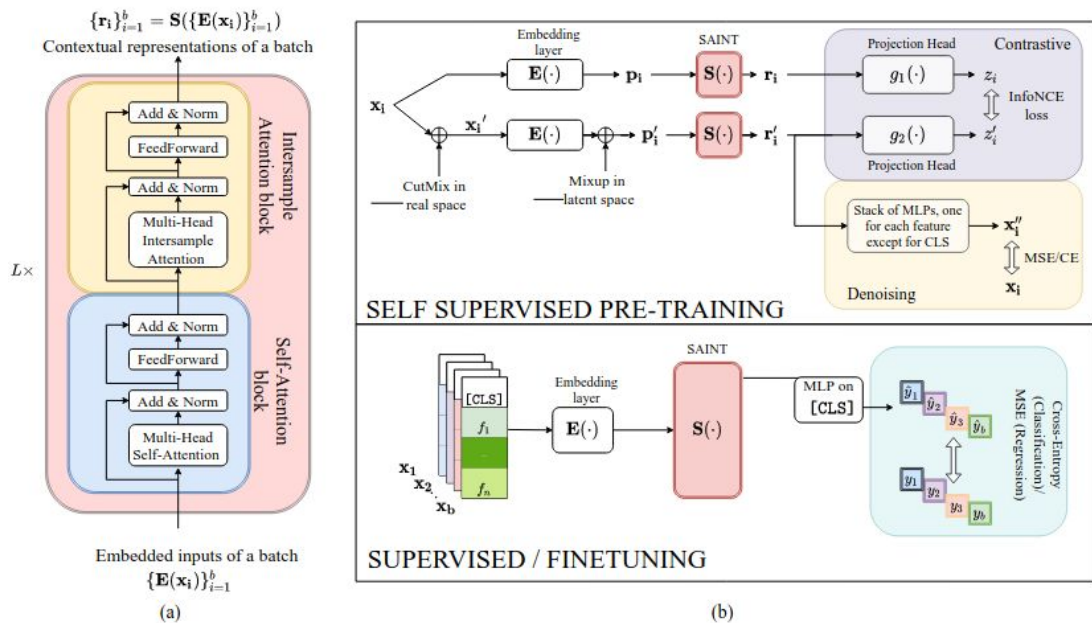 {r_i}_{i=1}^b = S({E(x_i)}_{i=1}^b)
Contextual representations of a batch
Add & Norm
FeedForward
Add & Norm
Multi-Head
Intersample
Attention
Intersample
Attention block
L×
Add & Norm
FeedForward
Add & Norm
Multi-Head
Self-Attention
Self-Attention
block
Embedded inputs of a batch
{E(x_i)}_{i=1}^b
(a)
Embedding
layer
SAINT
Projection Head
Contrastive
x_i
E(·)
p_i
S(·)
r_i
g_1(·)
z_i
InfoNCE
loss
x_i′
E(·)
p_i′
S(·)
r_i′
g_2(·)
z_i′
Projection Head
CutMix in
real space
Mixup in
latent space
Stack of MLPs, one
for each feature
except for CLS
x_i″
MSE/CE
x_i
Denoising
SELF SUPERVISED PRE-TRAINING
SAINT
Embedding
layer
[CLS]
f_1
f_n
x_1
x_2
x_b
E(·)
S(·)
MLP on
[CLS]
ŷ_1
ŷ_2
ŷ_3
ŷ_b
y_1
y_2
y_3
y_b
Cross-Entropy
(Classification)/
MSE (Regression)
SUPERVISED / FINETUNING
(b)